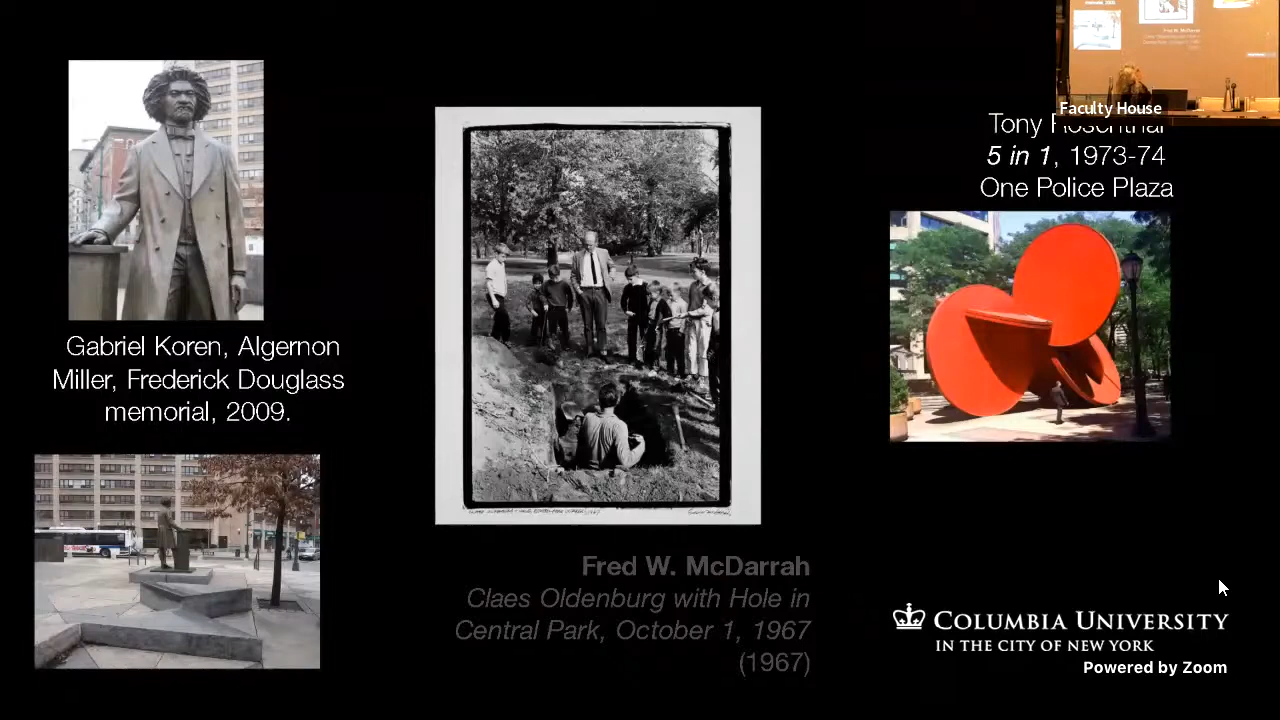 Faculty House
Tony Rosenthal
5 in 1, 1973-74
One Police Plaza
Gabriel Koren, Algernon
Miller, Frederick Douglass
memorial, 2009.
Fred W. McDarrah
Claes Oldenburg with Hole in
Central Park, October 1, 1967
(1967)
COLUMBIA UNIVERSITY
IN THE CITY OF NEW YORK
Powered by Zoom